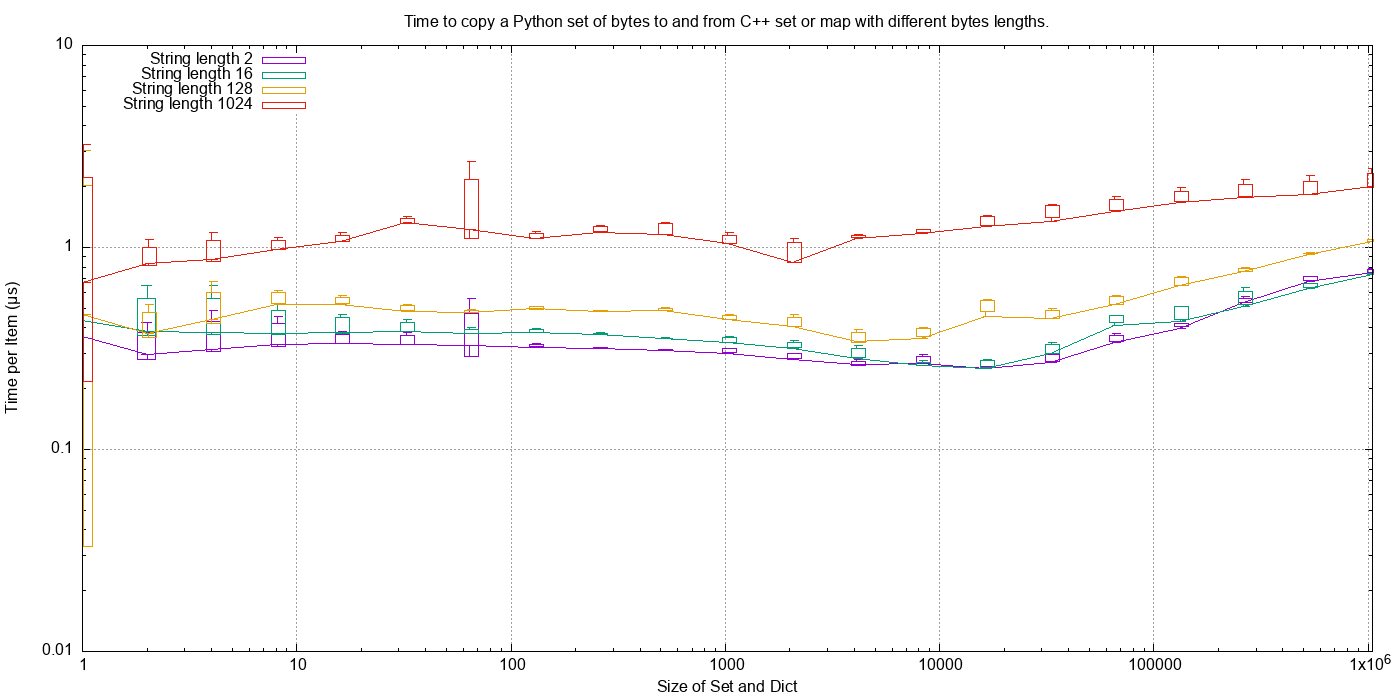 Time to copy a Python set of bytes to and from C++ set or map with different bytes lengths.
10
String length 2
String length 16
String length 128
String length 1024
1
Time per Item (µs)
0.1
0.01
1 10 100 1000 10000 100000 1x10⁶
Size of Set and Dict